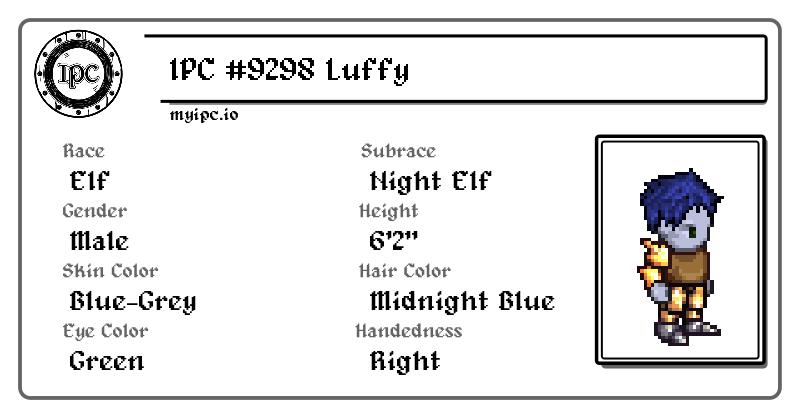 IPC
IPC #9298 Luffy
myipc.io
Race
Elf
Subrace
Night Elf
Gender
Male
Height
6'2"
Skin Color
Blue-Grey
Hair Color
Midnight Blue
Eye Color
Green
Handedness
Right